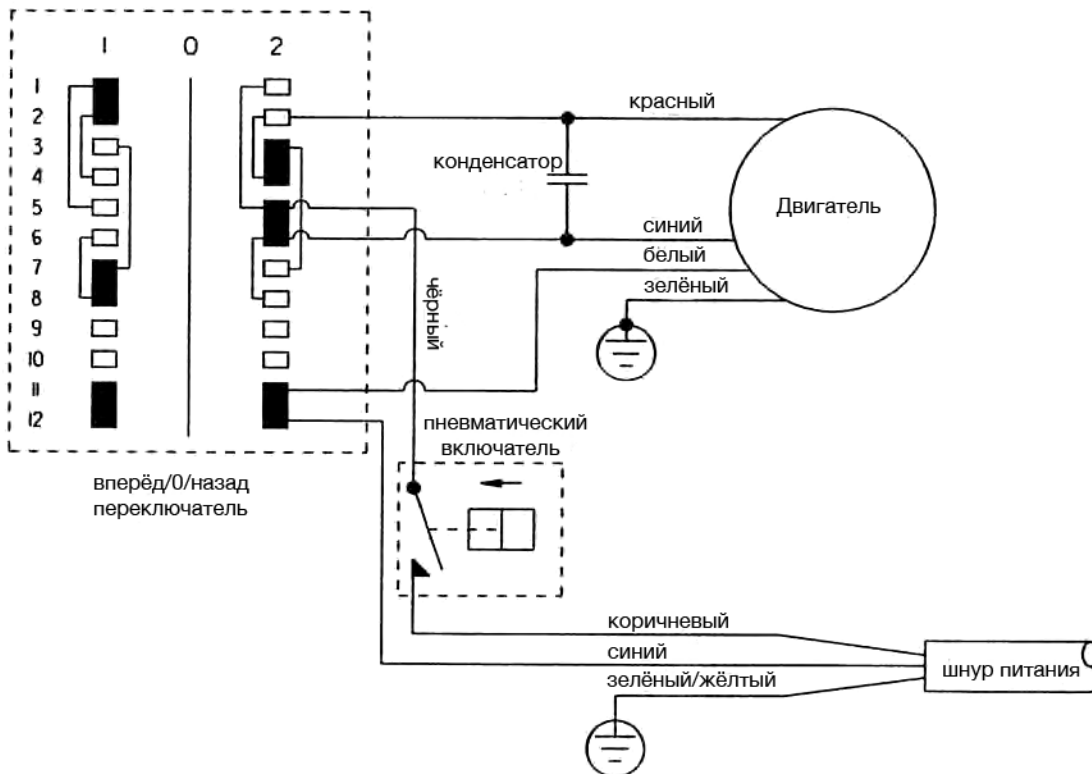 1 0 2
1
2
3
4
5
6
7
8
9
10
11
12
вперёд/0/назад
переключатель
красный
конденсатор
Двигатель
синий
белый
зелёный
чёрный
пневматический
включатель
коричневый
синий
зелёный/жёлтый
шнур питания